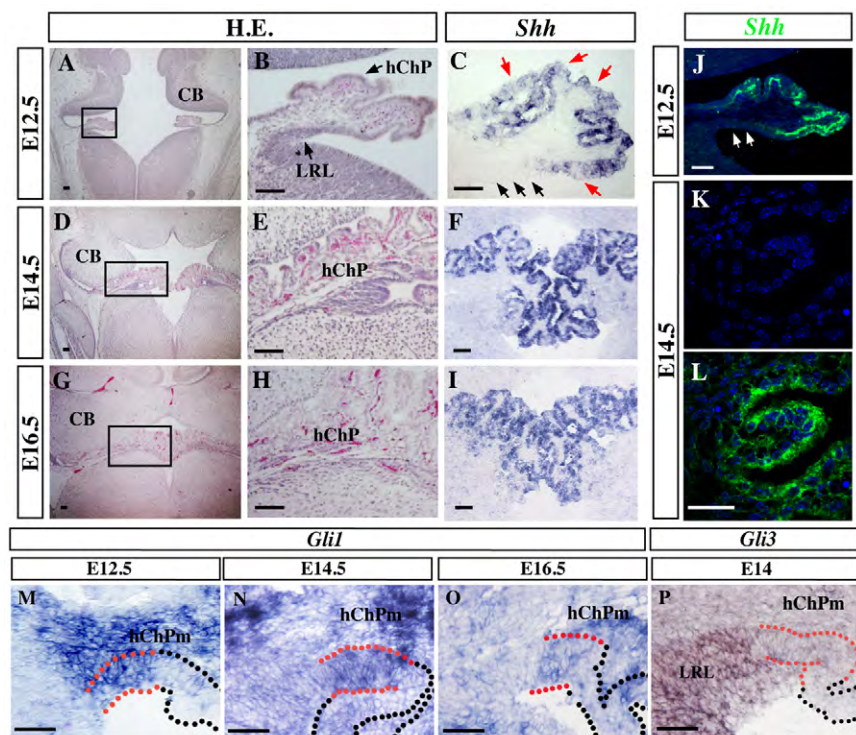 H.E.
Shh
Shh
E12.5
A
CB
B
hChP
LRL
C
E12.5
J
E14.5
D
CB
E
hChP
F
E14.5
K
E16.5
G
CB
H
hChP
I
L
Gli1
Gli3
E12.5
E14.5
E16.5
E14
M
hChPm
N
hChPm
O
hChPm
P
hChPm
LRL